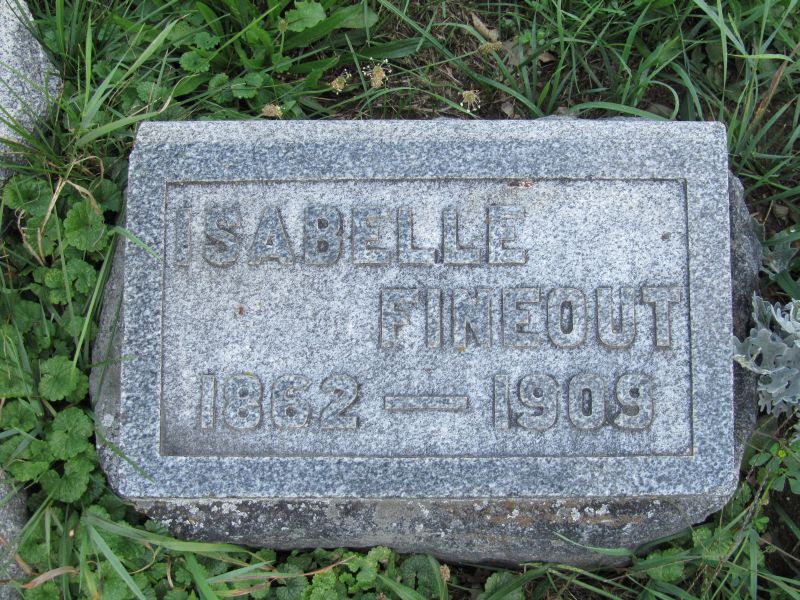 ISABELLE
FINEOUT
1862 — 1909